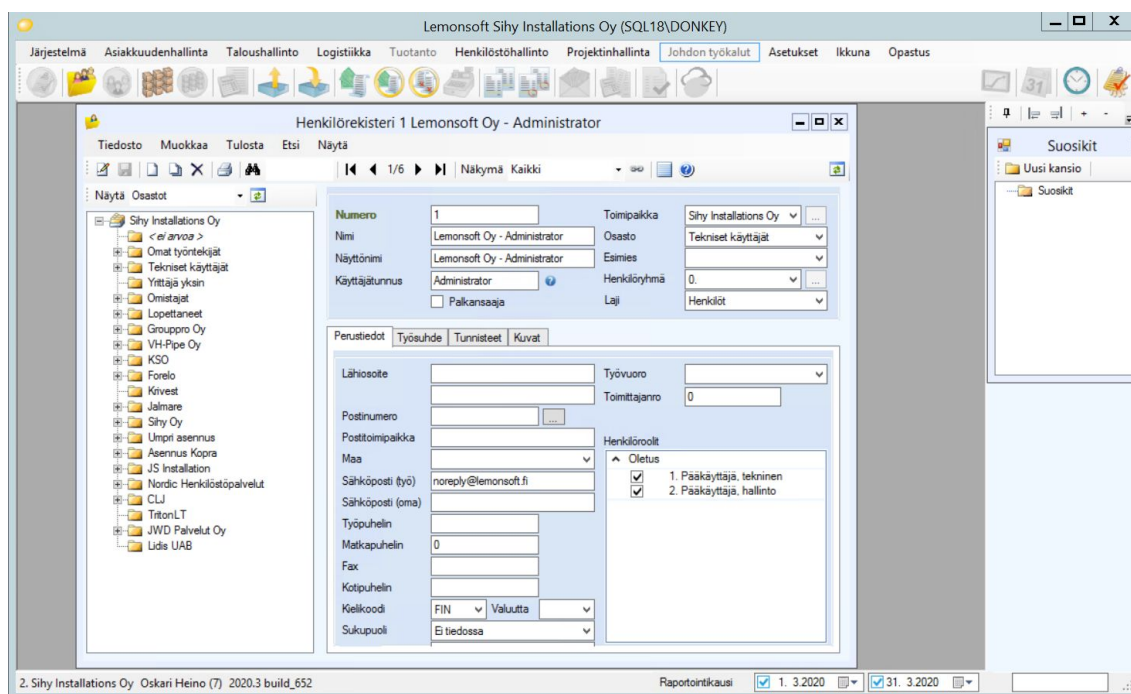 Lemonsoft Sihy Installations Oy (SQL18\DONKEY)
Järjestelmä Asiakkuudenhallinta Taloushallinto Logistiikka Tuotanto Henkilöstöhallinto Projektinhallinta Johdon työkalut Asetukset Ikkuna Opastus
31
Henkilörekisteri 1 Lemonsoft Oy - Administrator
Tiedosto Muokkaa Tulosta Etsi Näytä
1/6 Näkymä Kaikki
Näytä Osastot
Sihy Installations Oy
< ei arvoa >
Omat työntekijät
Tekniset käyttäjät
Yrittäjä yksin
Omistajat
Lopettaneet
Grouppro Oy
VH-Pipe Oy
KSO
Forelo
Krivest
Jalmare
Sihy Oy
Umpri asennus
Asennus Kopra
JS Installation
Nordic Henkilöstöpalvelut
CLJ
TritonLT
JWD Palvelut Oy
Lidis UAB
Numero 1
Nimi Lemonsoft Oy - Administrator
Näyttönimi Lemonsoft Oy - Administrator
Käyttäjätunnus Administrator
Palkansaaja
Toimipaikka Sihy Installations Oy ...
Osasto Tekniset käyttäjät
Esimies
Henkilöryhmä 0. ...
Laji Henkilöt
Perustiedot Työsuhde Tunnisteet Kuvat
Lähiosoite
Postinumero ...
Postitoimipaikka
Maa
Sähköposti (työ) noreply@lemonsoft.fi
Sähköposti (oma)
Työpuhelin
Matkapuhelin 0
Fax
Kotipuhelin
Kielikoodi FIN Valuutta
Sukupuoli Ei tiedossa
Työvuoro
Toimittajanro 0
Henkilöroolit
Oletus
1. Pääkäyttäjä, tekninen
2. Pääkäyttäjä, hallinto
Suosikit
Uusi kansio
Suosikit
2. Sihy Installations Oy Oskari Heino (7) 2020.3 build_652
Raportointikausi 1. 3.2020 31. 3.2020